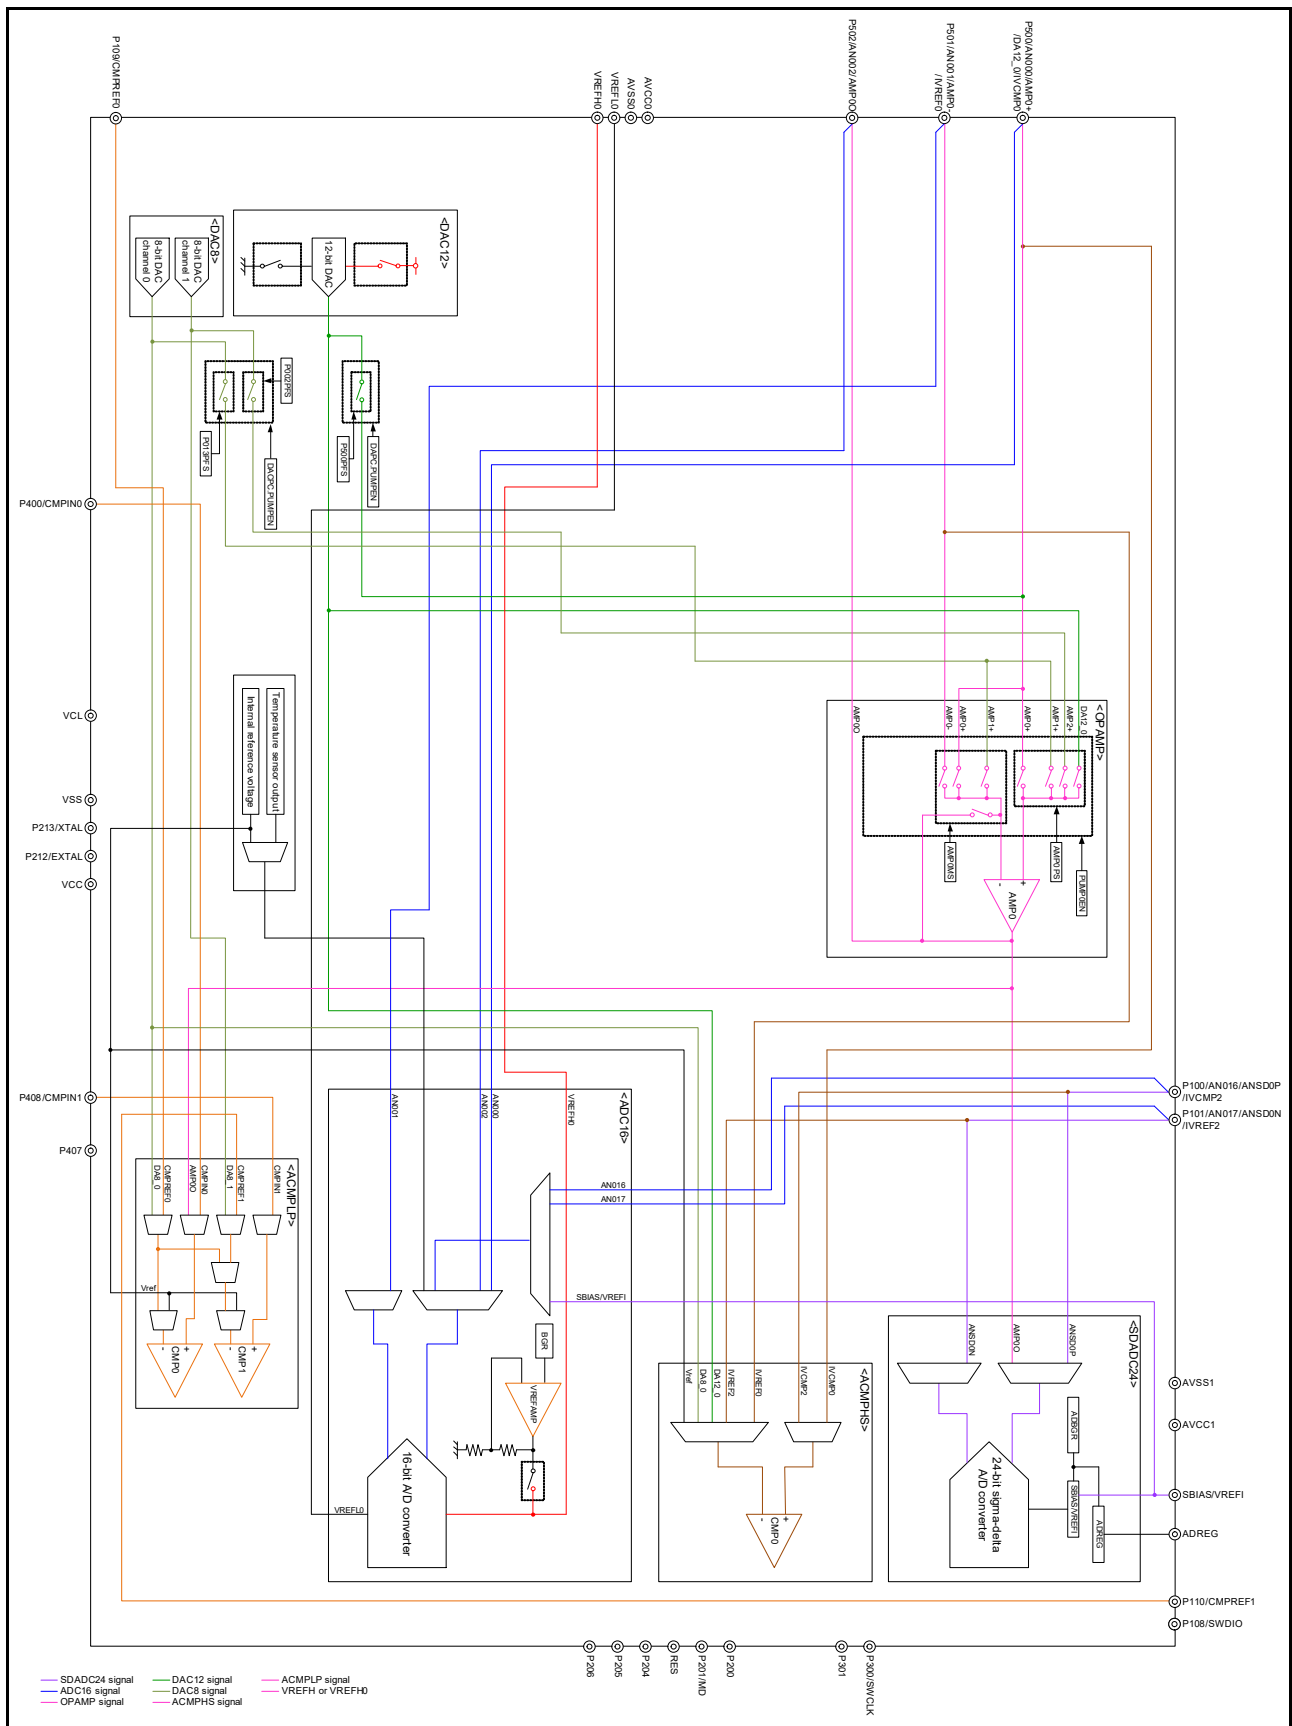 P109/CMPREF0
VREFH0
VREFL0
AVSS0
AVCC0
P502/AN002/AMP0O
P501/AN001/AMP0-
/IVREF0
P500/AN000/AMP0+
/DA12_0/IVCMP0
<DAC8>
8-bit DAC
channel 0
8-bit DAC
channel 1
<DAC12>
12-bit DAC
P002PFS
P013PFS
DACPC.PUMPEN
P500PFS
DAPC.PUMPEN
P400/CMPIN0
VCL
VSS
P213/XTAL
P212/EXTAL
VCC
P408/CMPIN1
P407
Internal reference voltage
Temperature sensor output
<OPAMP>
AMP0O
AMP0-
AMP0+
AMP1+
AMP0+
AMP1+
AMP2+
DA12_0
AMP0MS
AMP0PS
PUMP0EN
-
+
AMP0
P100/AN016/ANSD0P
/IVCMP2
P101/AN017/ANSD0N
/IVREF2
<ADC16>
AN001
AN002
AN000
VREFH0
AN016
AN017
SBIAS/VREFI
BGR
VREFAMP
VREFL0
16-bit A/D converter
<ACMPLP>
DA8_0
CMPREF0
AMP0O
CMPIN0
DA8_1
CMPREF1
CMPIN1
Vref
-
+
CMP0
-
+
CMP1
<ACMPHS>
Vref
DA8_0
DA12_0
IVREF2
IVREF0
IVCMP2
IVCMP0
-
+
CMP0
<SDADC24>
ANSD0N
AMP0O
ANSD0P
ADBGR
SBIAS/VREFI
ADREG
24-bit sigma-delta
A/D converter
AVSS1
AVCC1
SBIAS/VREFI
ADREG
P110/CMPREF1
P108/SWDIO
P206
P205
P204
RES
P201/MD
P200
P301
P300/SWCLK
SDADC24 signal
DAC12 signal
ACMPLP signal
ADC16 signal
DAC8 signal
VREFH or VREFH0
OPAMP signal
ACMPHS signal